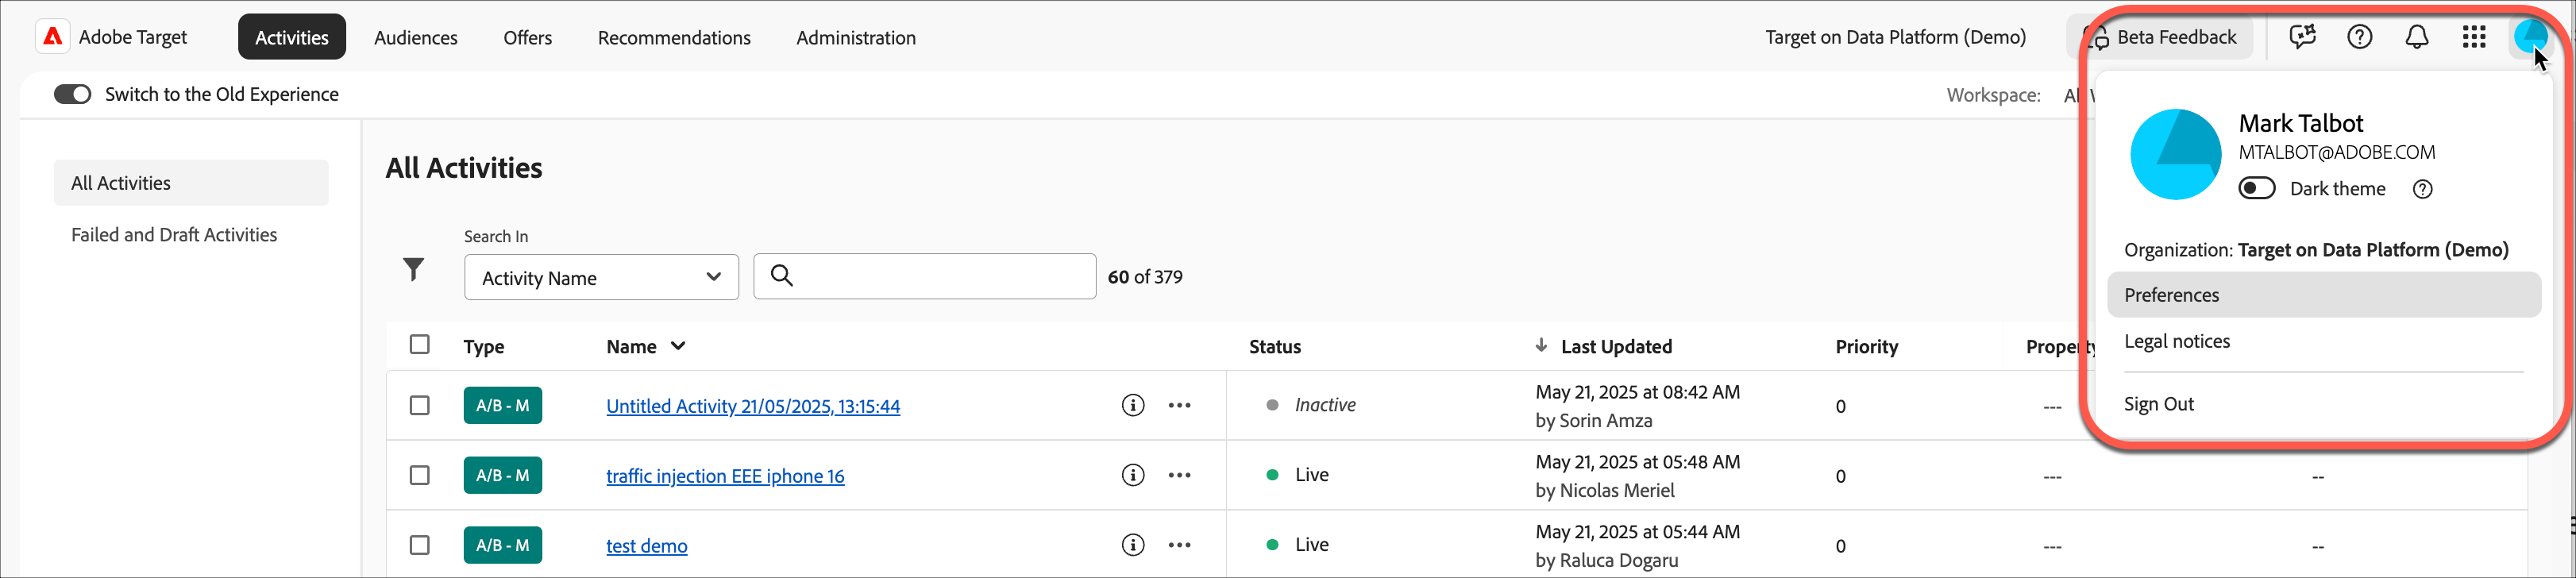 Adobe Target
Activities
Audiences
Offers
Recommendations
Administration
Target on Data Platform (Demo)
Beta Feedback
Switch to the Old Experience
Workspace:
Mark Talbot
MTALBOT@ADOBE.COM
Dark theme
Organization: Target on Data Platform (Demo)
Preferences
Legal notices
Sign Out
All Activities
Failed and Draft Activities
All Activities
Search In
Activity Name
60 of 379
Type
Name
Status
Last Updated
Priority
Property
A/B - M
Untitled Activity 21/05/2025, 13:15:44
Inactive
May 21, 2025 at 08:42 AM
by Sorin Amza
0
---
A/B - M
traffic injection EEE iphone 16
Live
May 21, 2025 at 05:48 AM
by Nicolas Meriel
0
---
--
A/B - M
test demo
Live
May 21, 2025 at 05:44 AM
by Raluca Dogaru
0
---
--